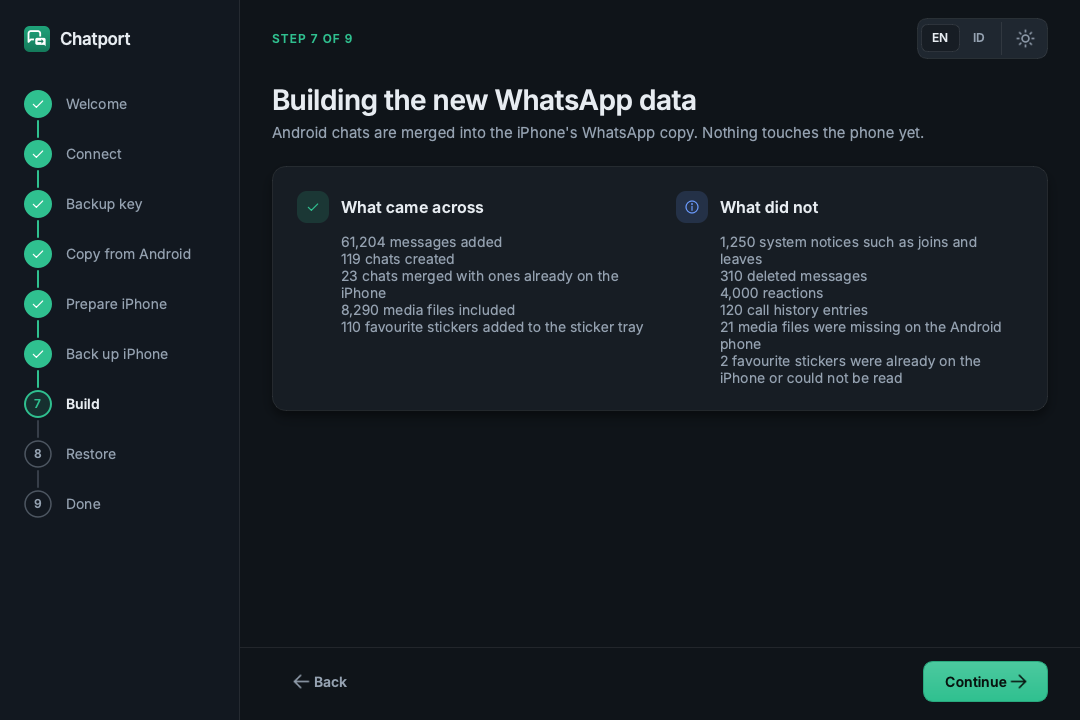 Chatport
Welcome
Connect
Backup key
Copy from Android
Prepare iPhone
Back up iPhone
7 Build
8 Restore
9 Done
STEP 7 OF 9
EN ID
Building the new WhatsApp data
Android chats are merged into the iPhone's WhatsApp copy. Nothing touches the phone yet.
What came across
61,204 messages added
119 chats created
23 chats merged with ones already on the
iPhone
8,290 media files included
110 favourite stickers added to the sticker tray
What did not
1,250 system notices such as joins and
leaves
310 deleted messages
4,000 reactions
120 call history entries
21 media files were missing on the Android
phone
2 favourite stickers were already on the
iPhone or could not be read
Back
Continue